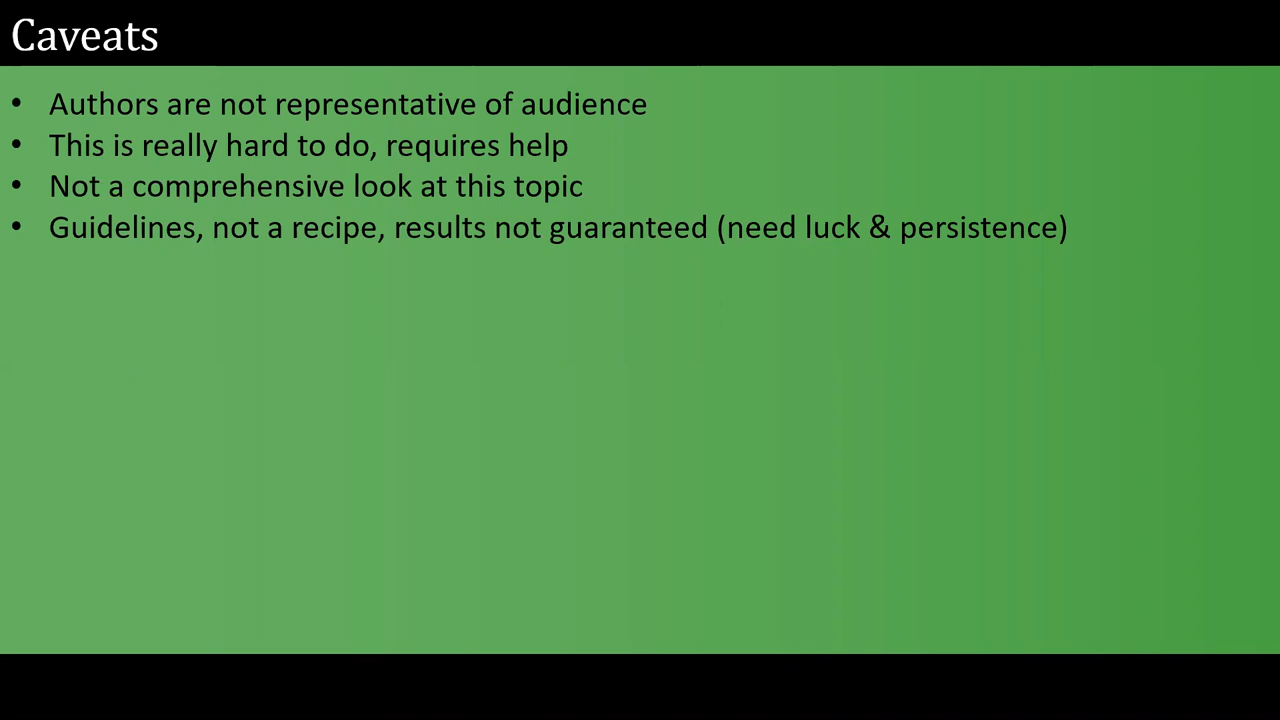 Caveats
• Authors are not representative of audience
• This is really hard to do, requires help
• Not a comprehensive look at this topic
• Guidelines, not a recipe, results not guaranteed (need luck & persistence)